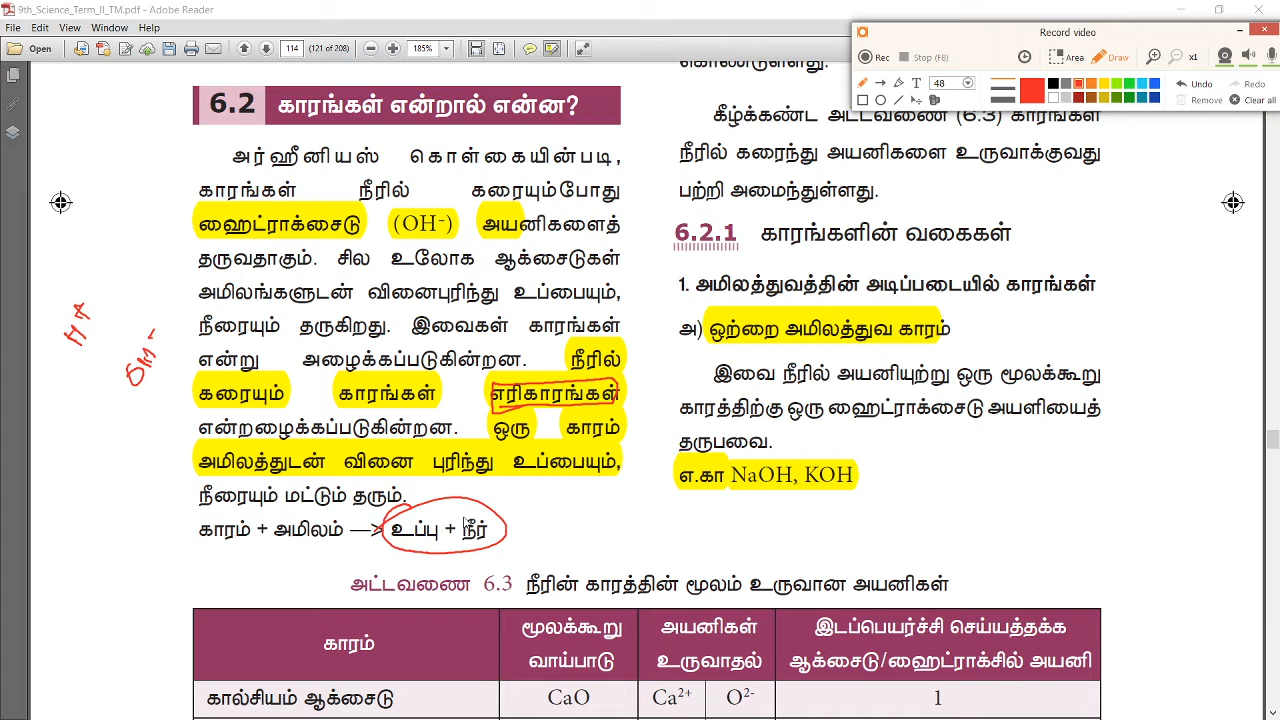 9th_Science_Term_II_TM.pdf - Adobe Reader
File Edit View Window Help
Open 114 (121 of 208) 185%
Record video
Rec Stop (F8) Area Draw x1
T 48 Undo Redo
Remove Clear all
கொண்டுள்ளது.
6.2 காரங்கள் என்றால் என்ன?
அர்ஹீனியஸ் கொள்கையின்படி,
காரங்கள் நீரில் கரையும்போது
ஹைட்ராக்சைடு (OH⁻) அயனிகளைத்
தருவதாகும். சில உலோக ஆக்சைடுகள்
அமிலங்களுடன் வினைபுரிந்து உப்பையும்,
நீரையும் தருகிறது. இவைகள் காரங்கள்
என்று அழைக்கப்படுகின்றன. நீரில்
கரையும் காரங்கள் எரிகாரங்கள்
என்றழைக்கப்படுகின்றன. ஒரு காரம்
அமிலத்துடன் வினை புரிந்து உப்பையும்,
நீரையும் மட்டும் தரும்.
காரம் + அமிலம் —> உப்பு + நீர்
OH -
கீழ்க்கண்ட அட்டவணை (6.3) காரங்கள்
நீரில் கரைந்து அயனிகளை உருவாக்குவது
பற்றி அமைந்துள்ளது.
6.2.1 காரங்களின் வகைகள்
1. அமிலத்துவத்தின் அடிப்படையில் காரங்கள்
அ) ஒற்றை அமிலத்துவ காரம்
இவை நீரில் அயனியுற்று ஒரு மூலக்கூறு
காரத்திற்கு ஒரு ஹைட்ராக்சைடு அயனியைத்
தருபவை.
எ.கா NaOH, KOH
அட்டவணை 6.3 நீரின் காரத்தின் மூலம் உருவான அயனிகள்
காரம் மூலக்கூறு வாய்பாடு அயனிகள் உருவாதல் இடப்பெயர்ச்சி செய்யத்தக்க ஆக்சைடு/ஹைட்ராக்சில் அயனி
கால்சியம் ஆக்சைடு CaO Ca²⁺ O²⁻ 1